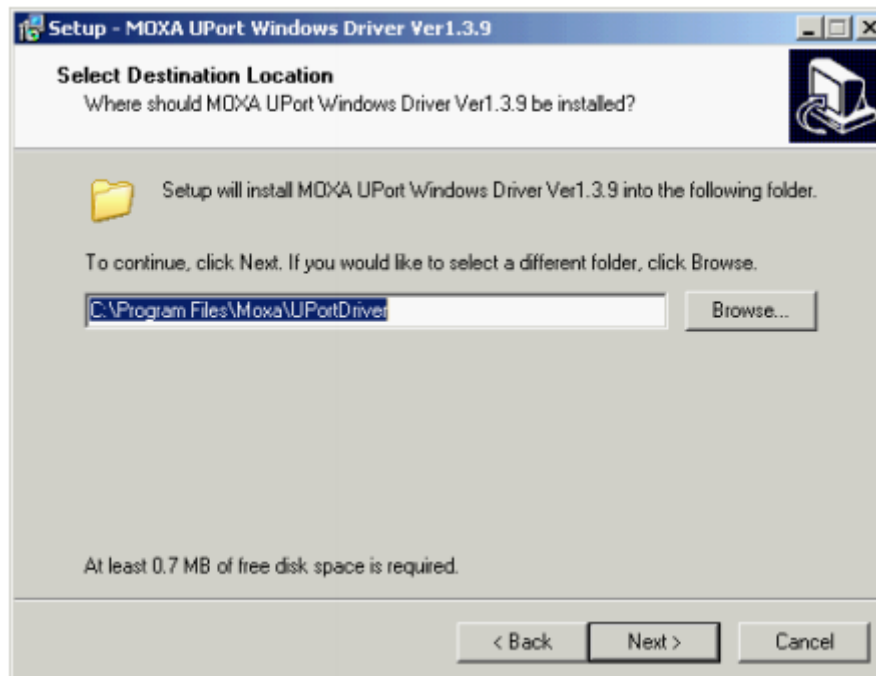 Setup - MOXA UPort Windows Driver Ver1.3.9
Select Destination Location
Where should MOXA UPort Windows Driver Ver1.3.9 be installed?
Setup will install MOXA UPort Windows Driver Ver1.3.9 into the following folder.
To continue, click Next. If you would like to select a different folder, click Browse.
C:\Program Files\Moxa\UPortDriver
Browse...
At least 0.7 MB of free disk space is required.
< Back
Next >
Cancel